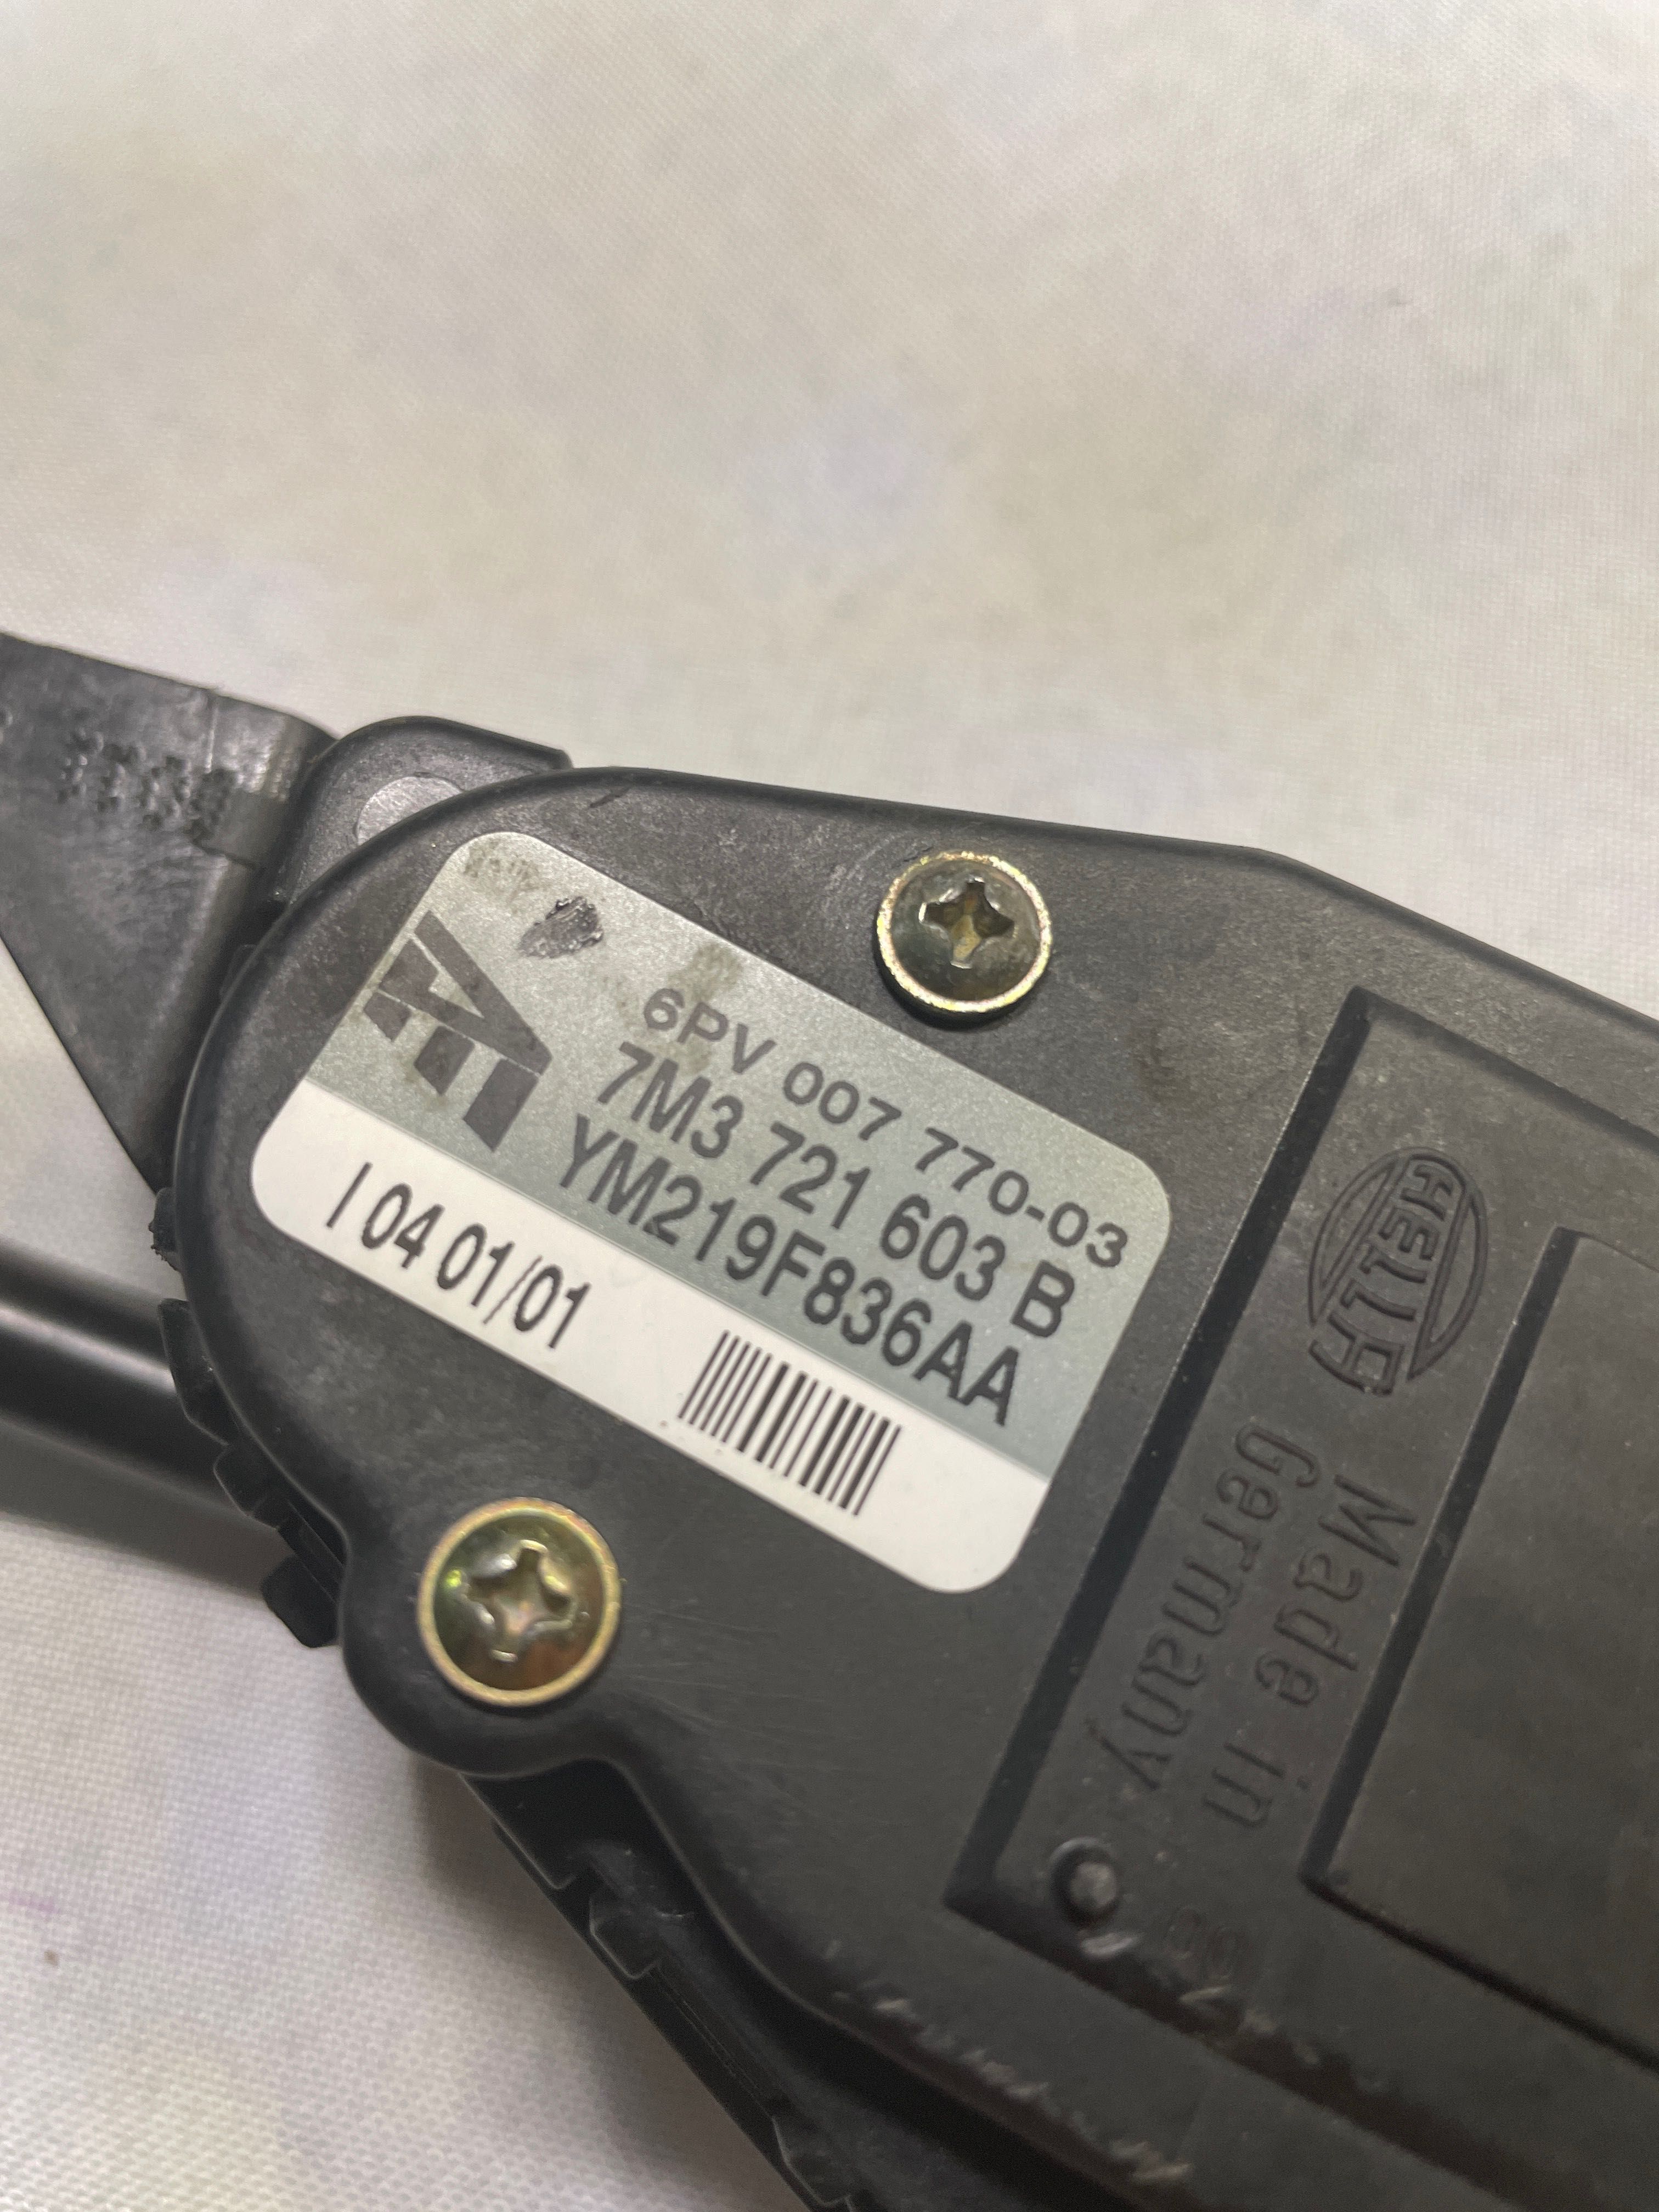 6PV 007 770-03
7M3 721 603 B
YM219F836AA
I 04 01/01
HELLA
Made in
Germany